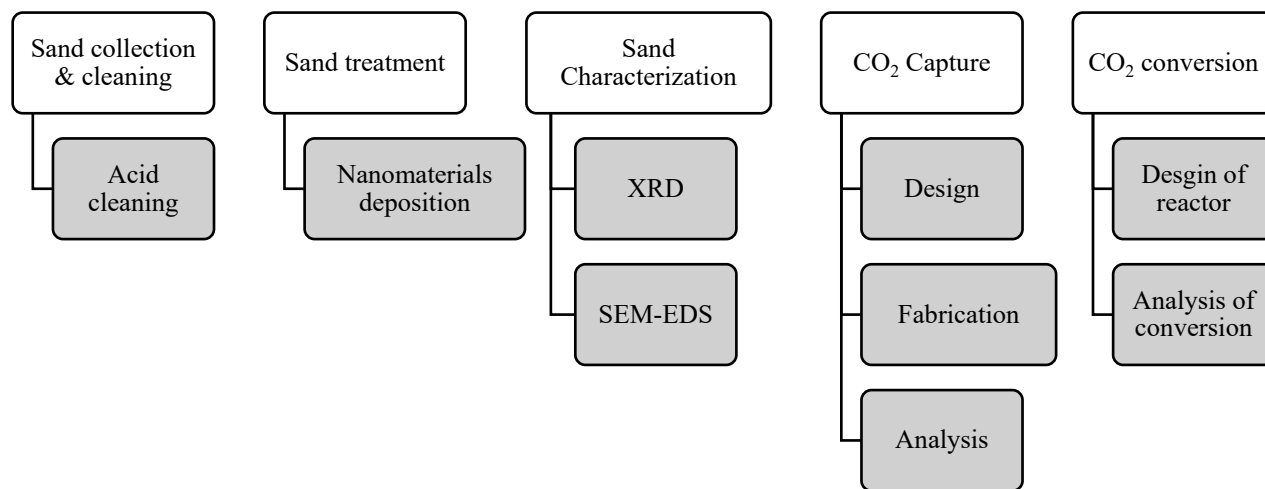 Sand collection
& cleaning
Acid
cleaning
Sand treatment
Nanomaterials
deposition
Sand
Characterization
XRD
SEM-EDS
CO₂ Capture
Design
Fabrication
Analysis
CO₂ conversion
Desgin of
reactor
Analysis of
conversion